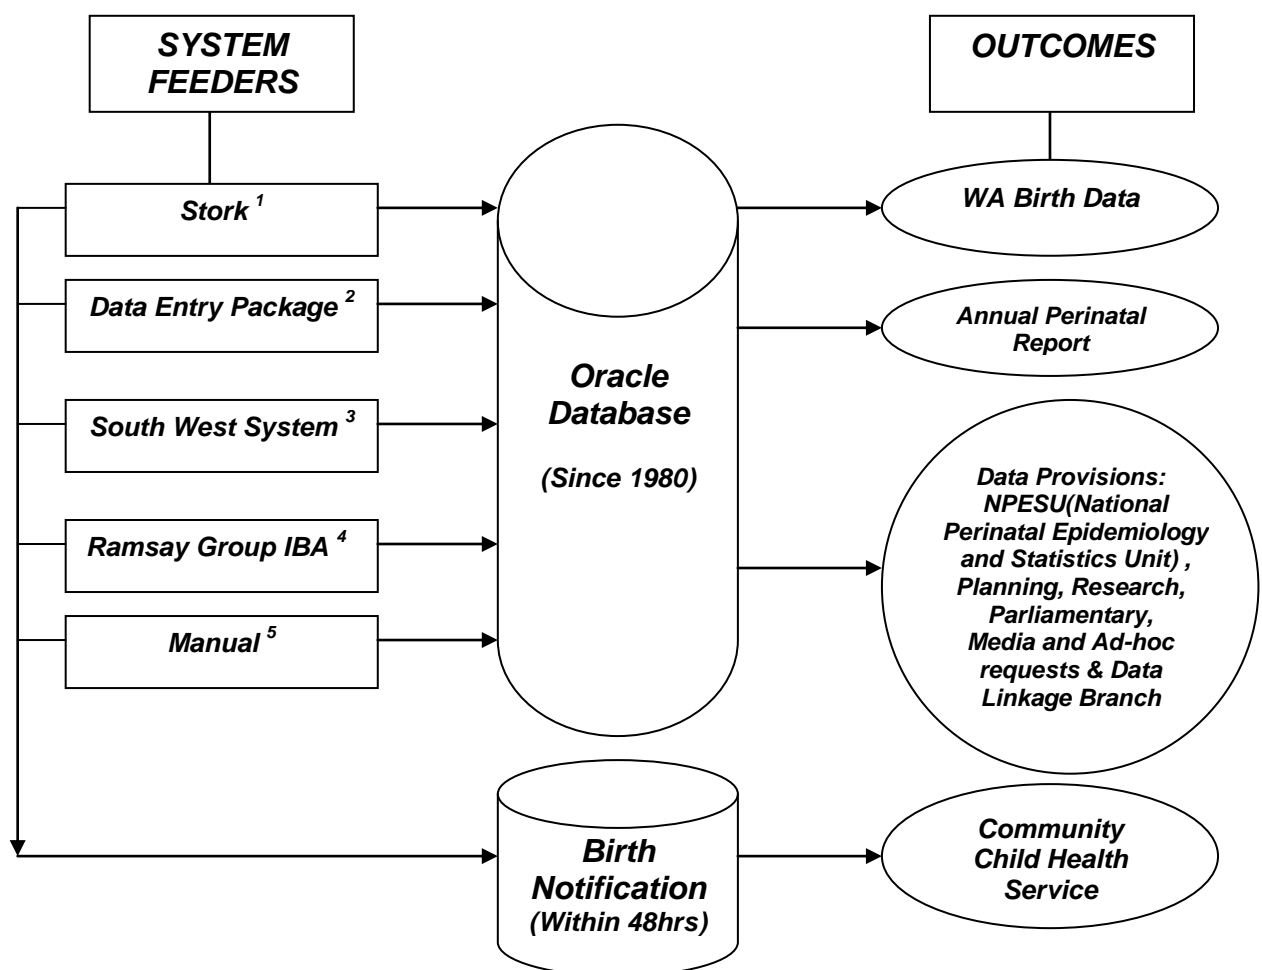 SYSTEM
FEEDERS
Stork 1
Data Entry Package 2
South West System 3
Ramsay Group IBA 4
Manual 5
Oracle
Database
(Since 1980)
Birth
Notification
(Within 48hrs)
OUTCOMES
WA Birth Data
Annual Perinatal
Report
Data Provisions:
NPESU(National
Perinatal Epidemiology
and Statistics Unit) ,
Planning, Research,
Parliamentary,
Media and Ad-hoc
requests & Data
Linkage Branch
Community
Child Health
Service